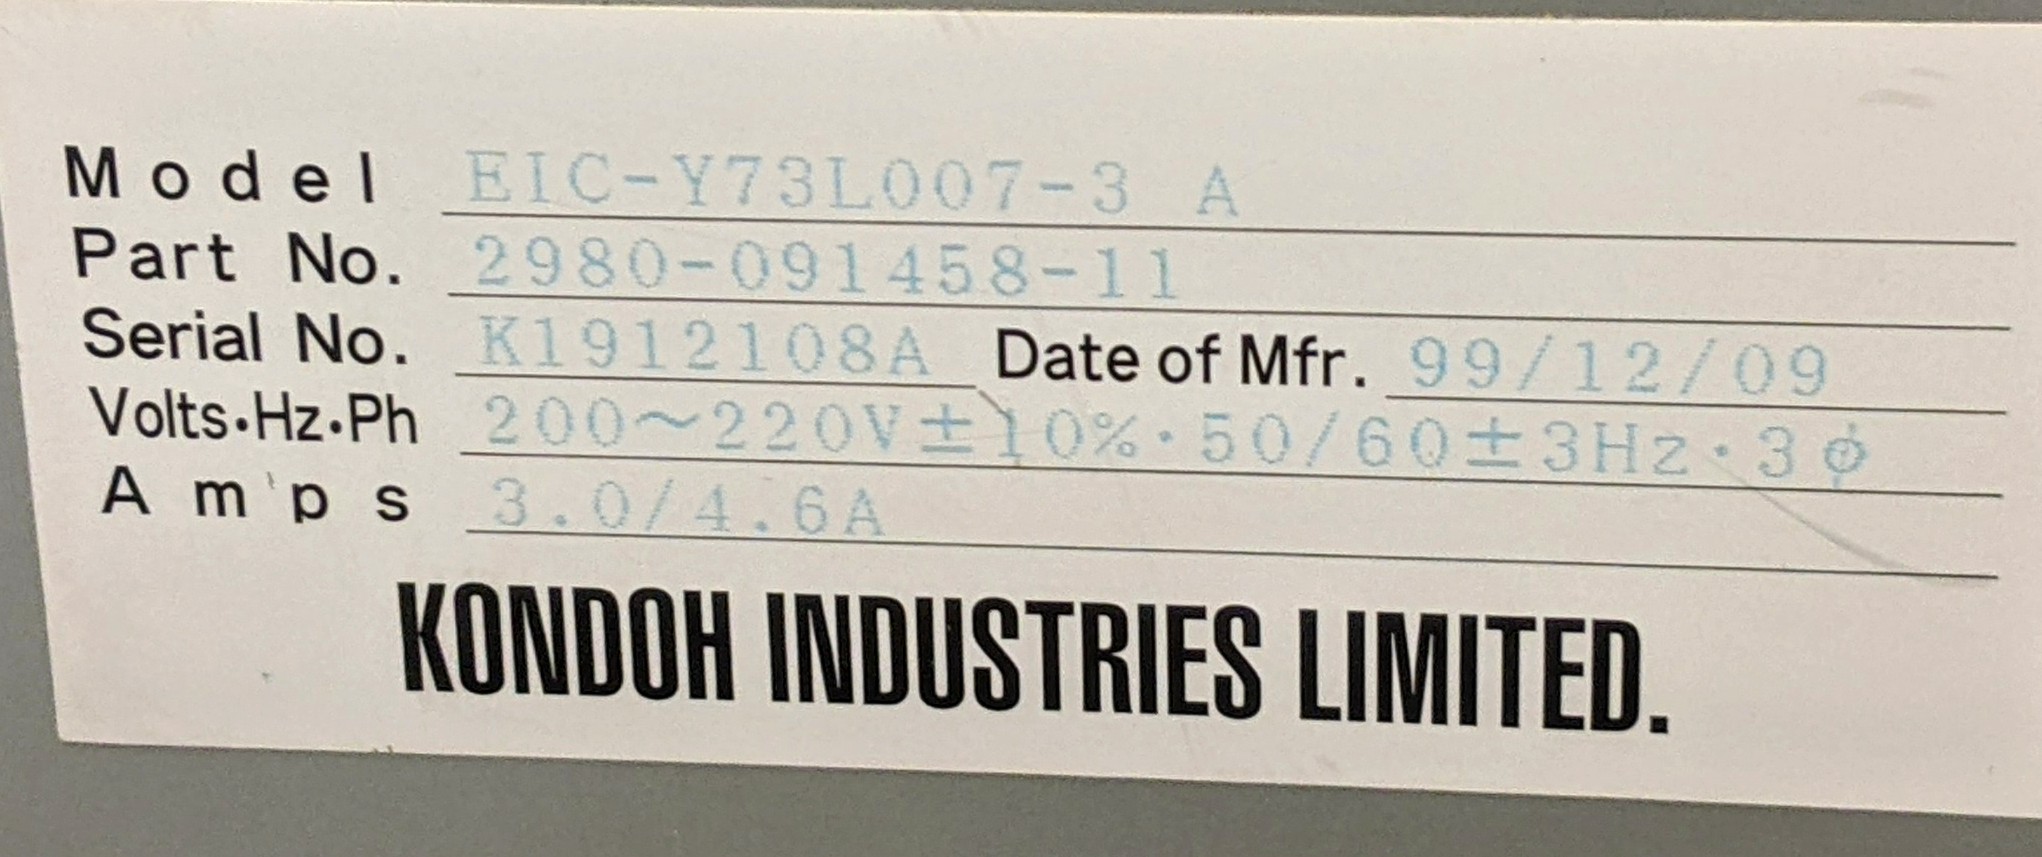 Model EIC-Y73L007-3 A
Part No. 2980-091458-11
Serial No. K1912108A Date of Mfr. 99/12/09
Volts·Hz·Ph 200~220V±10%·50/60±3Hz·3ϕ
Amps 3.0/4.6A
KONDOH INDUSTRIES LIMITED.